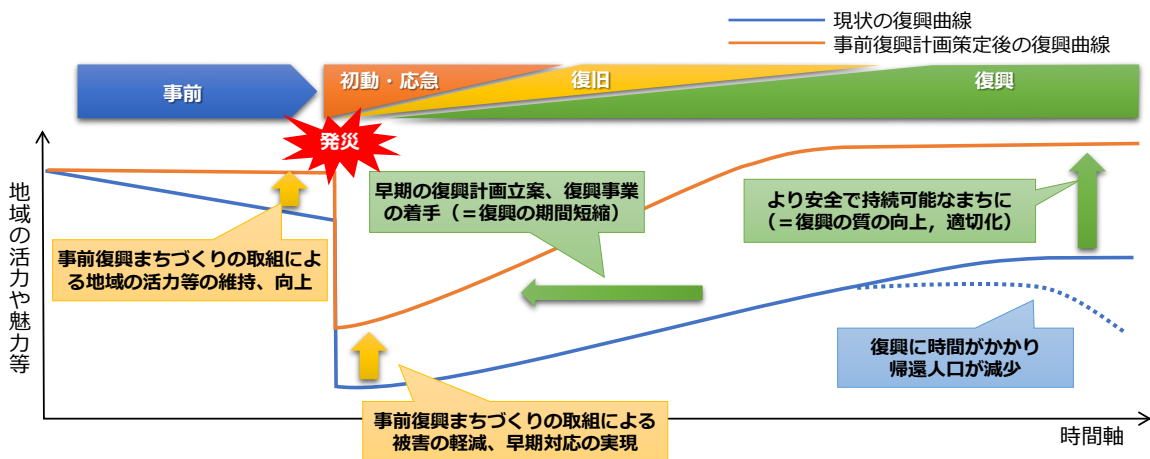 現状の復興曲線
事前復興計画策定後の復興曲線
事前
初動・応急
復旧
復興
発災
地域の活力や魅力等
早期の復興計画立案、復興事業
の着手（＝復興の期間短縮）
より安全で持続可能なまちに
（＝復興の質の向上，適切化）
事前復興まちづくりの取組によ
る地域の活力等の維持、向上
復興に時間がかかり
帰還人口が減少
事前復興まちづくりの取組による
被害の軽減、早期対応の実現
時間軸